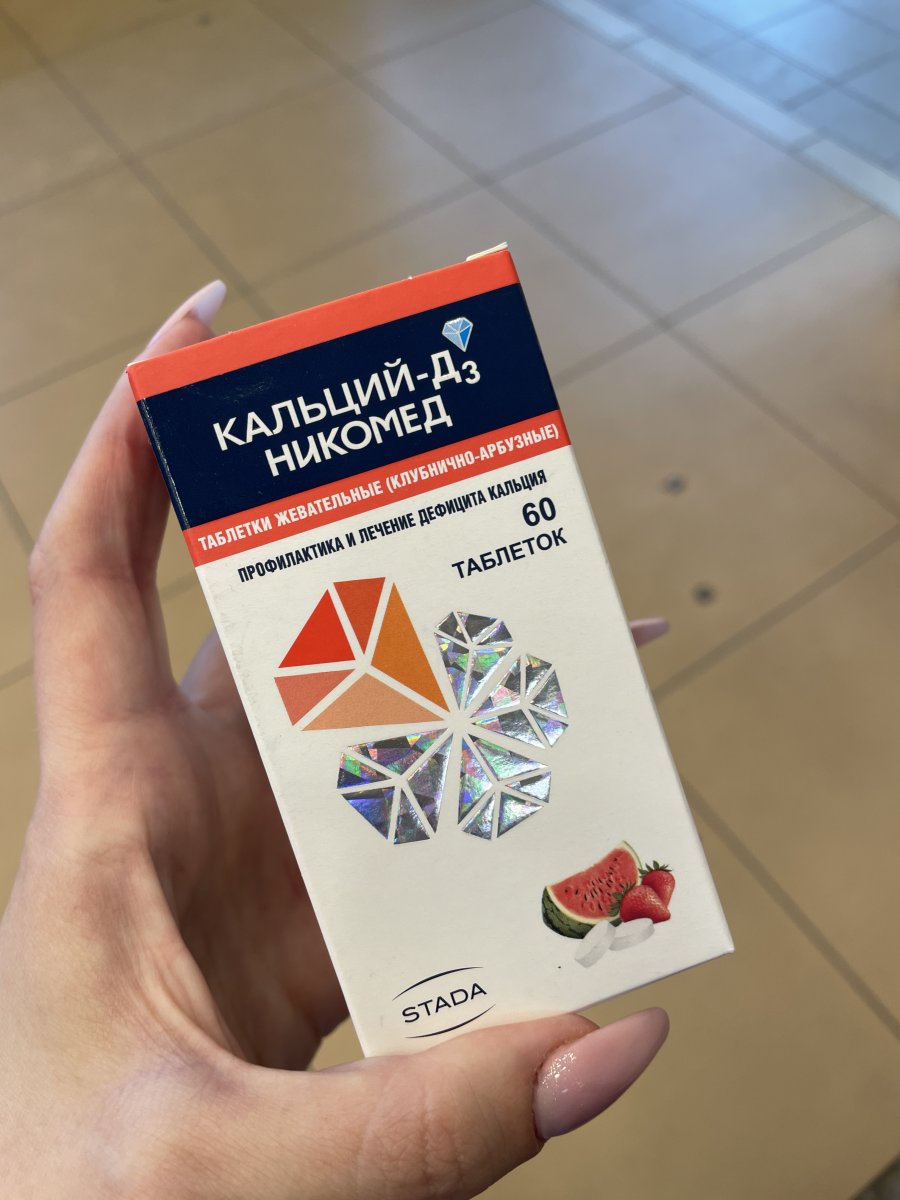 КАЛЬЦИЙ-Д3
НИКОМЕД
ТАБЛЕТКИ ЖЕВАТЕЛЬНЫЕ (КЛУБНИЧНО-АРБУЗНЫЕ)
ПРОФИЛАКТИКА И ЛЕЧЕНИЕ ДЕФИЦИТА КАЛЬЦИЯ
60
ТАБЛЕТОК
STADA